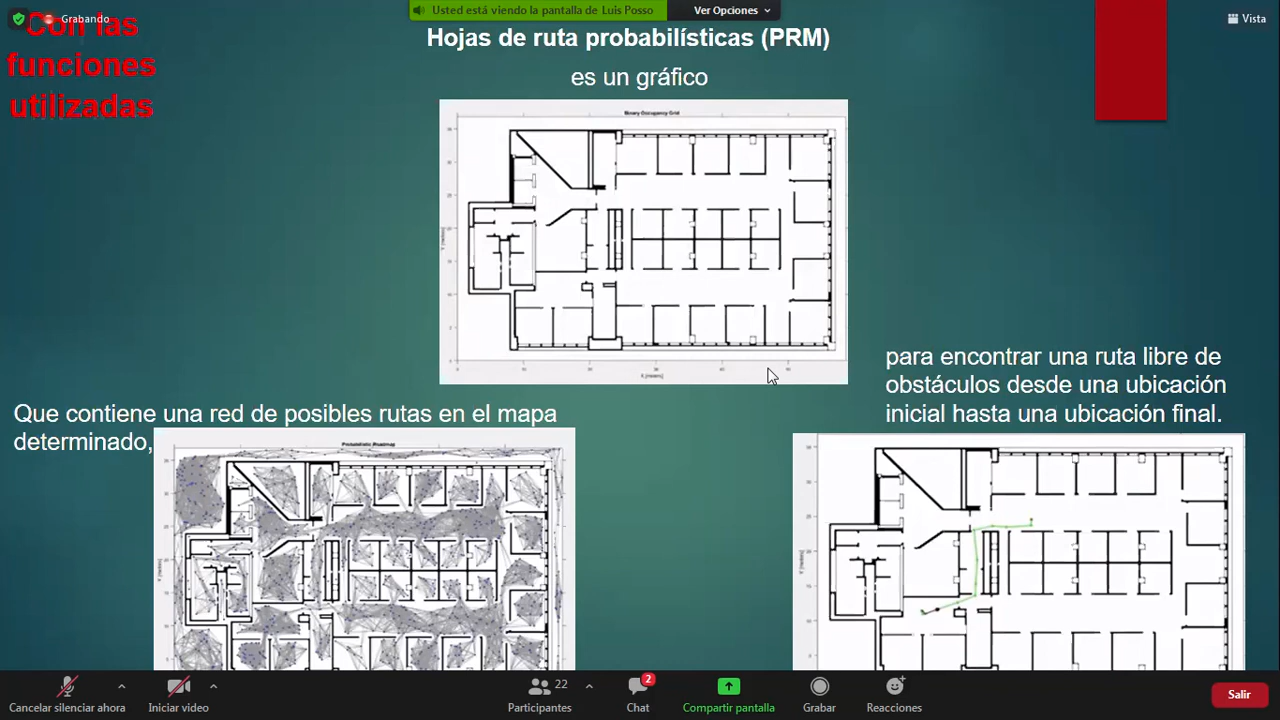 Grabando
Usted está viendo la pantalla de Luis Posso
Ver Opciones
Vista
Con las
funciones
utilizadas
Hojas de ruta probabilísticas (PRM)
es un gráfico
Binary Occupancy Grid
X [meters]
para encontrar una ruta libre de
obstáculos desde una ubicación
inicial hasta una ubicación final.
Que contiene una red de posibles rutas en el mapa
determinado,
Probabilistic Roadmap
Cancelar silenciar ahora
Iniciar video
22
Participantes
2
Chat
Compartir pantalla
Grabar
Reacciones
Salir